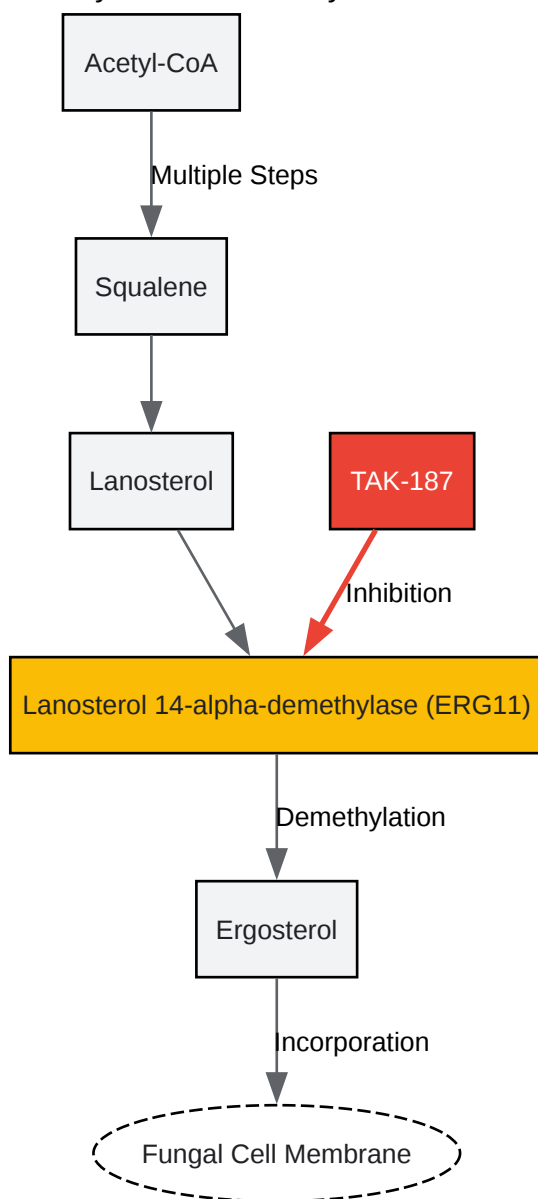 Acetyl-CoA
Multiple Steps
Squalene
Lanosterol
TAK-187
Inhibition
Lanosterol 14-alpha-demethylase (ERG11)
Demethylation
Ergosterol
Incorporation
Fungal Cell Membrane